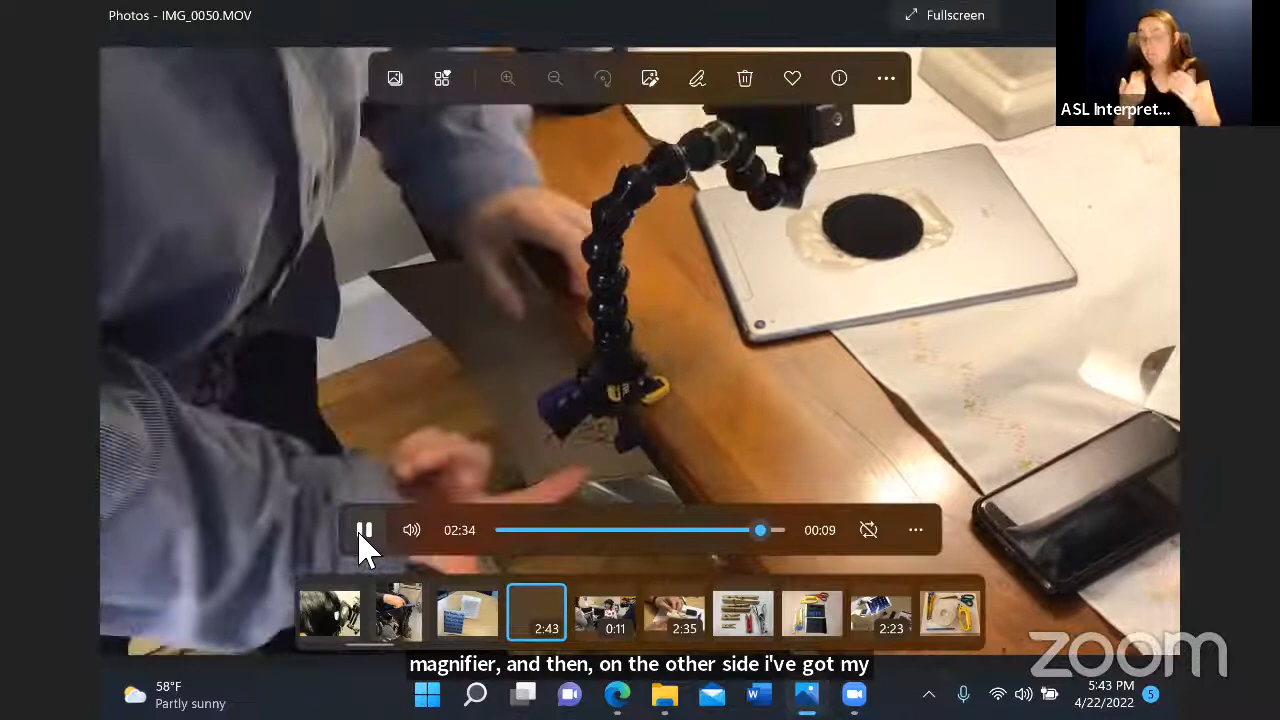 Photos - IMG_0050.MOV
Fullscreen
ASL Interpret...
02:34
00:09
2:43
0:11
2:35
2:23
magnifier, and then, on the other side i've got my
zoom
58°F
Partly sunny
5:43 PM
4/22/2022
5